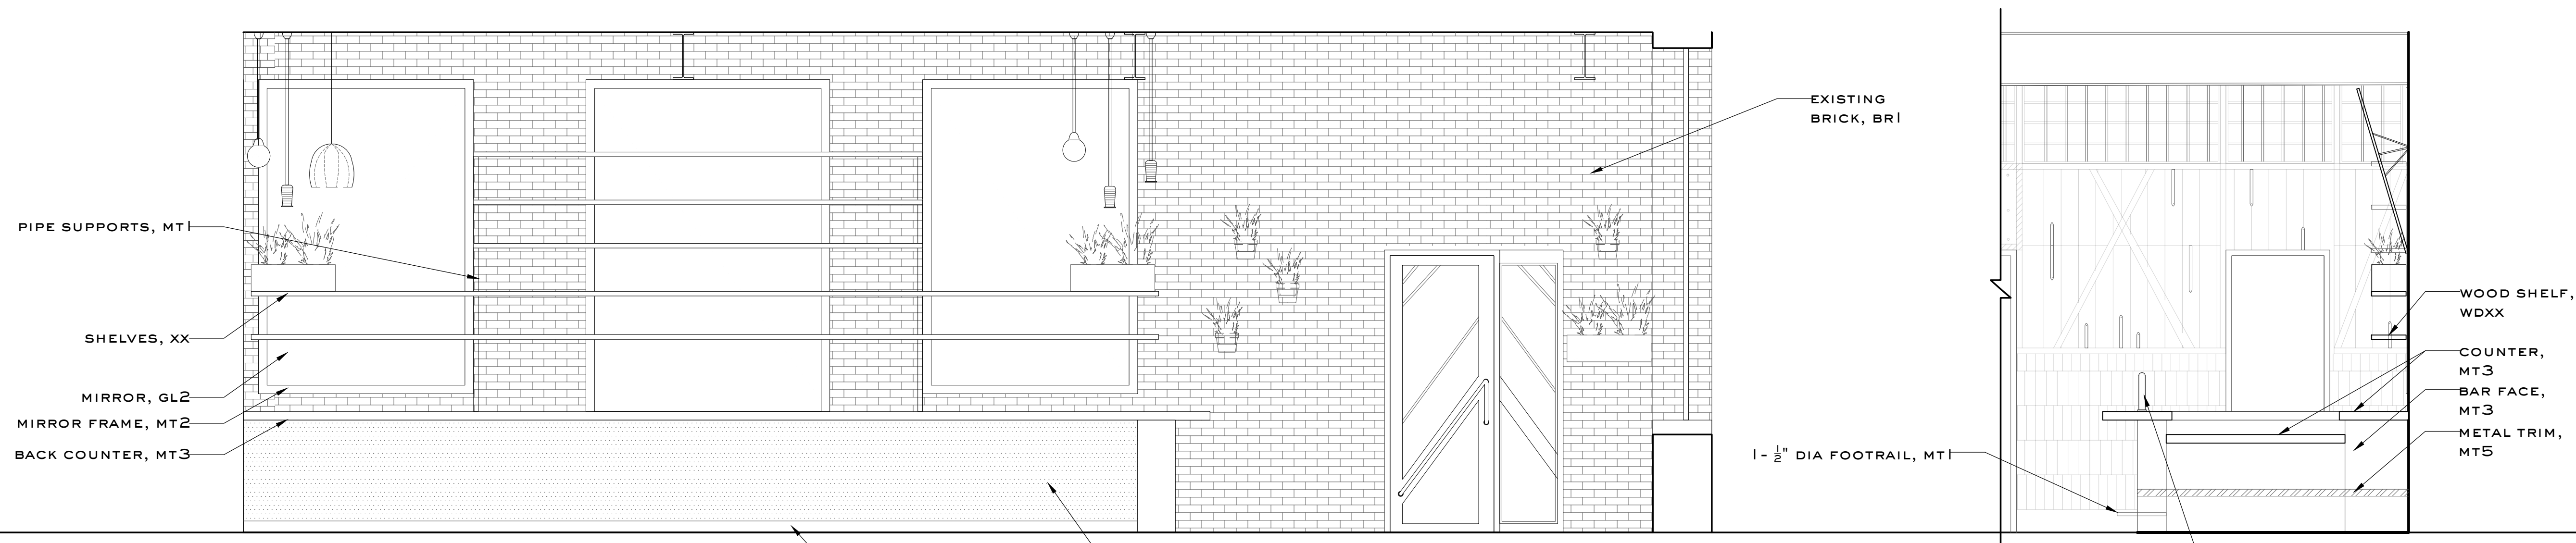 PIPE SUPPORTS, MT1
SHELVES, XX
MIRROR, GL2
MIRROR FRAME, MT2
BACK COUNTER, MT3
EXISTING
BRICK, BR1
1- 1/2" DIA FOOTRAIL, MT1
WOOD SHELF,
WDXX
COUNTER,
MT3
BAR FACE,
MT3
METAL TRIM,
MT5